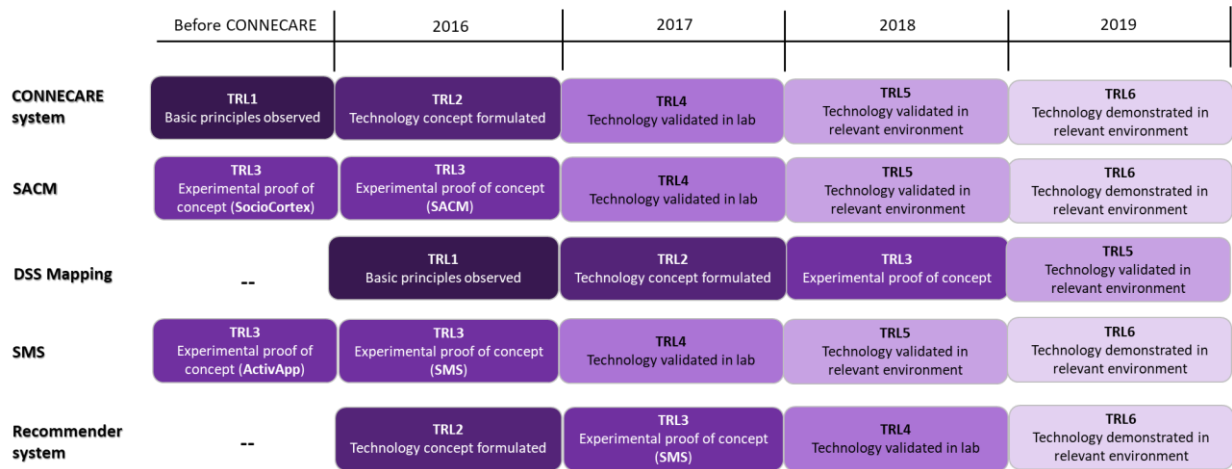 Before CONNECARE 2016 2017 2018 2019
CONNECARE
system
TRL1
Basic principles observed
TRL2
Technology concept formulated
TRL4
Technology validated in lab
TRL5
Technology validated in
relevant environment
TRL6
Technology demonstrated in
relevant environment
SACM
TRL3
Experimental proof of
concept (SocioCortex)
TRL3
Experimental proof of concept
(SACM)
TRL4
Technology validated in lab
TRL5
Technology validated in
relevant environment
TRL6
Technology demonstrated in
relevant environment
DSS Mapping
--
TRL1
Basic principles observed
TRL2
Technology concept formulated
TRL3
Experimental proof of concept
TRL5
Technology validated in
relevant environment
SMS
TRL3
Experimental proof of
concept (ActivApp)
TRL3
Experimental proof of concept
(SMS)
TRL4
Technology validated in lab
TRL5
Technology validated in
relevant environment
TRL6
Technology demonstrated in
relevant environment
Recommender
system
--
TRL2
Technology concept formulated
TRL3
Experimental proof of concept
(SMS)
TRL4
Technology validated in lab
TRL6
Technology demonstrated in
relevant environment